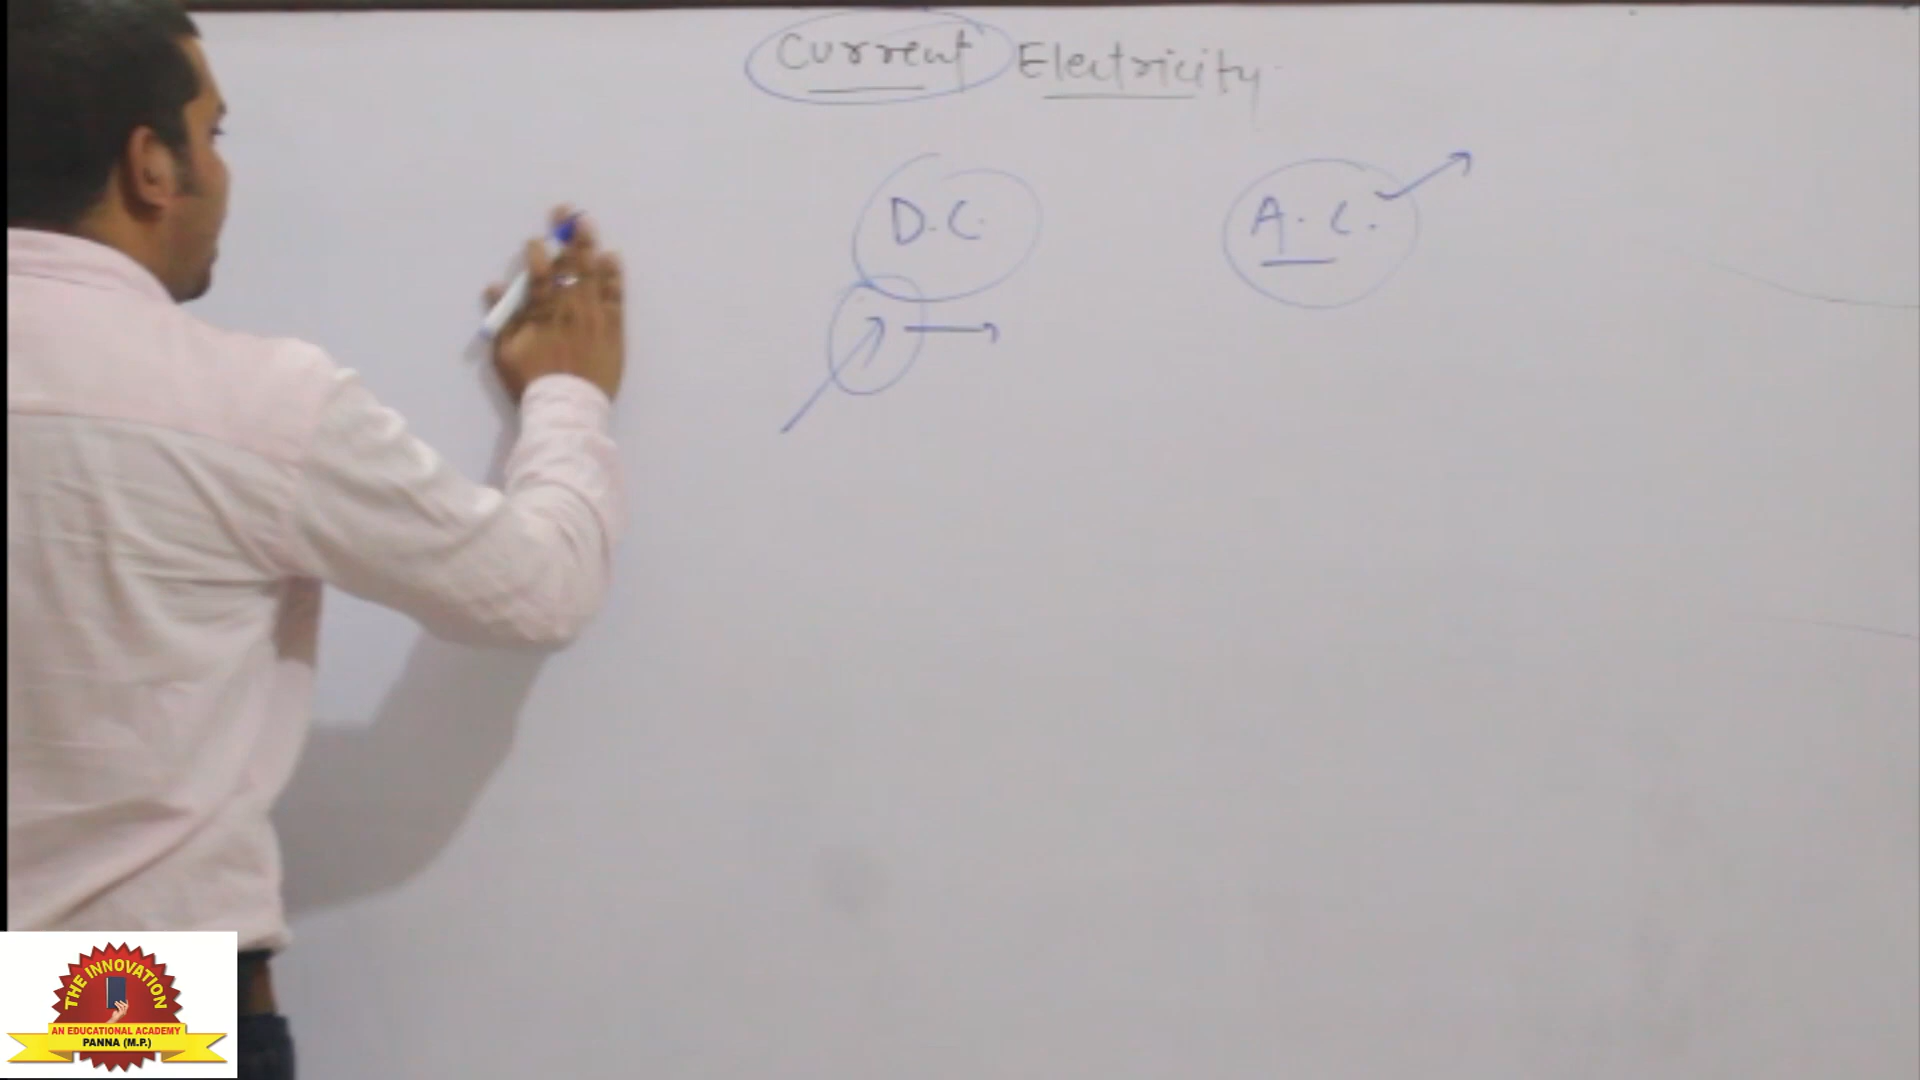 Current Electricity
D.C. A.C.
THE INNOVATION
AN EDUCATIONAL ACADEMY
PANNA (M.P.)